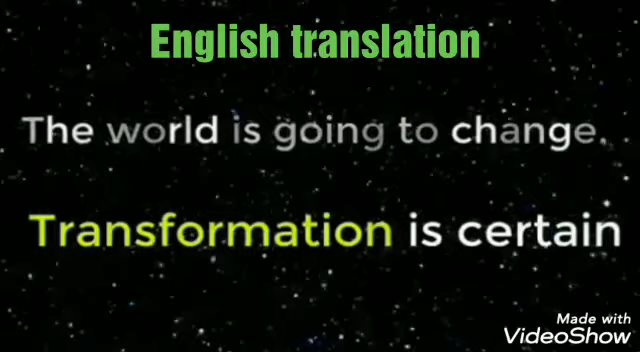 English translation
The world is going to change.
Transformation is certain
Made with
VideoShow